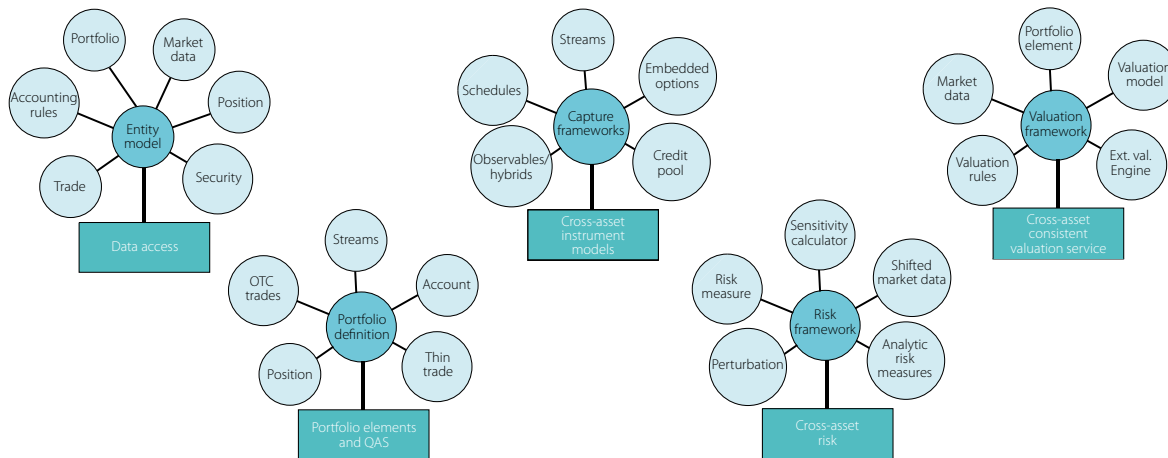 Portfolio
Market
data
Accounting
rules
Position
Entity
model
Trade
Security
Data access
Streams
OTC
trades
Account
Portfolio
definition
Position
Thin
trade
Portfolio elements
and QAS
Streams
Schedules
Embedded
options
Capture
frameworks
Observables/
hybrids
Credit
pool
Cross-asset
instrument
models
Sensitivity
calculator
Risk
measure
Shifted
market data
Risk
framework
Perturbation
Analytic
risk
measures
Cross-asset
risk
Portfolio
element
Market
data
Valuation
model
Valuation
framework
Valuation
rules
Ext. val.
Engine
Cross-asset
consistent
valuation service